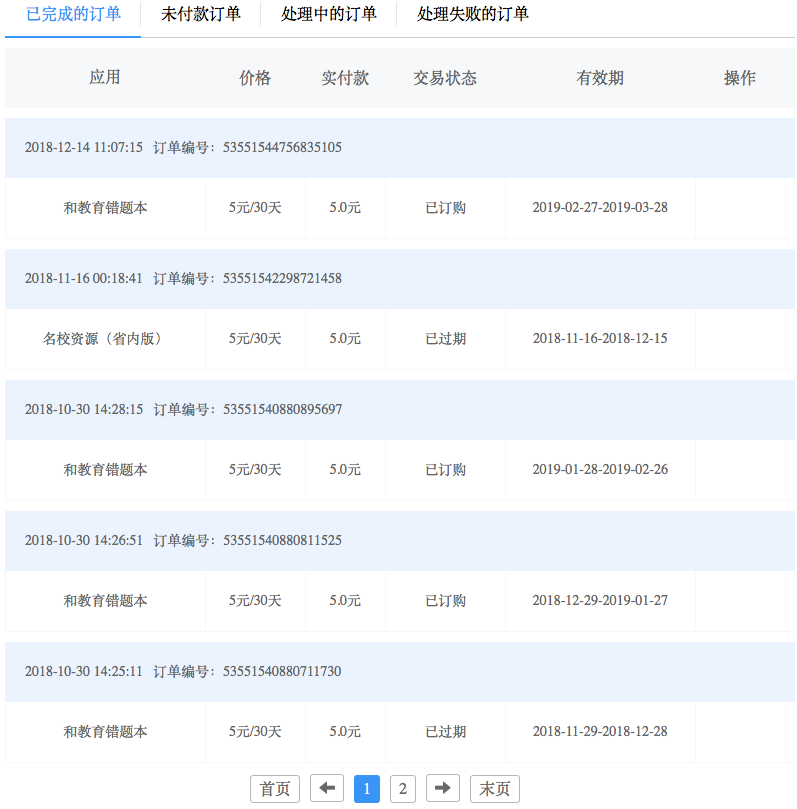 已完成的订单 未付款订单 处理中的订单 处理失败的订单
应用 价格 实付款 交易状态 有效期 操作
2018-12-14 11:07:15 订单编号：53551544756835105
和教育错题本 5元/30天 5.0元 已订购 2019-02-27-2019-03-28
2018-11-16 00:18:41 订单编号：53551542298721458
名校资源（省内版） 5元/30天 5.0元 已过期 2018-11-16-2018-12-15
2018-10-30 14:28:15 订单编号：53551540880895697
和教育错题本 5元/30天 5.0元 已订购 2019-01-28-2019-02-26
2018-10-30 14:26:51 订单编号：53551540880811525
和教育错题本 5元/30天 5.0元 已订购 2018-12-29-2019-01-27
2018-10-30 14:25:11 订单编号：53551540880711730
和教育错题本 5元/30天 5.0元 已过期 2018-11-29-2018-12-28
首页 🡸 1 2 🡺 末页